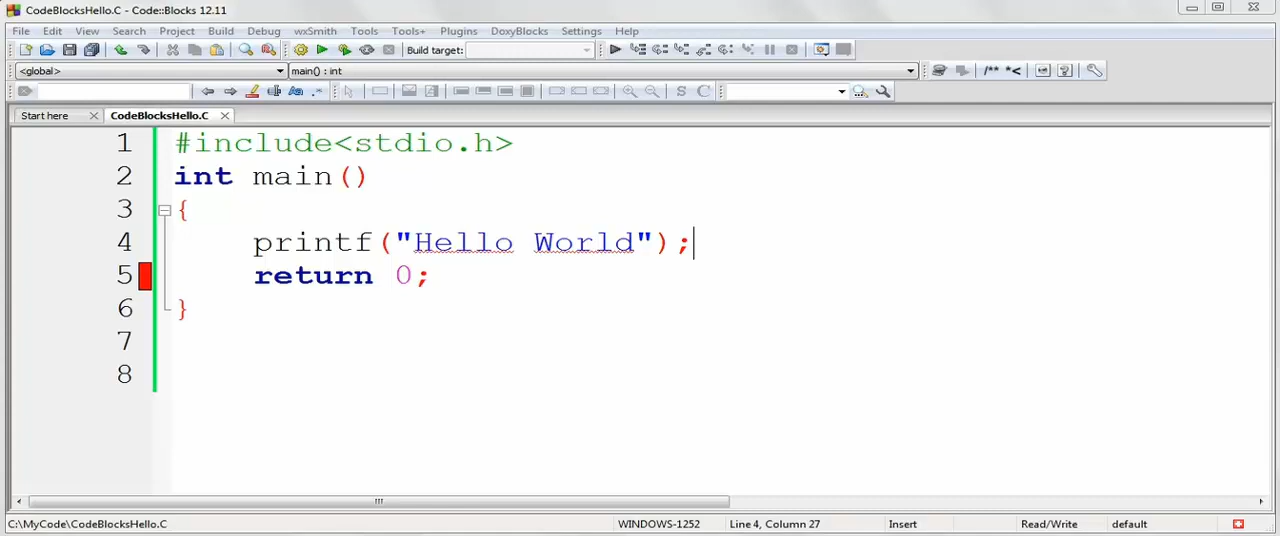 CodeBlocksHello.C - Code::Blocks 12.11
File Edit View Search Project Build Debug wxSmith Tools Tools+ Plugins DoxyBlocks Settings Help
Build target:
<global> main() : int /** *<
.* S C
Start here CodeBlocksHello.C
1 #include<stdio.h>
2 int main()
3 {
4 printf("Hello World");
5 return 0;
6 }
7
8
C:\MyCode\CodeBlocksHello.C WINDOWS-1252 Line 4, Column 27 Insert Read/Write default